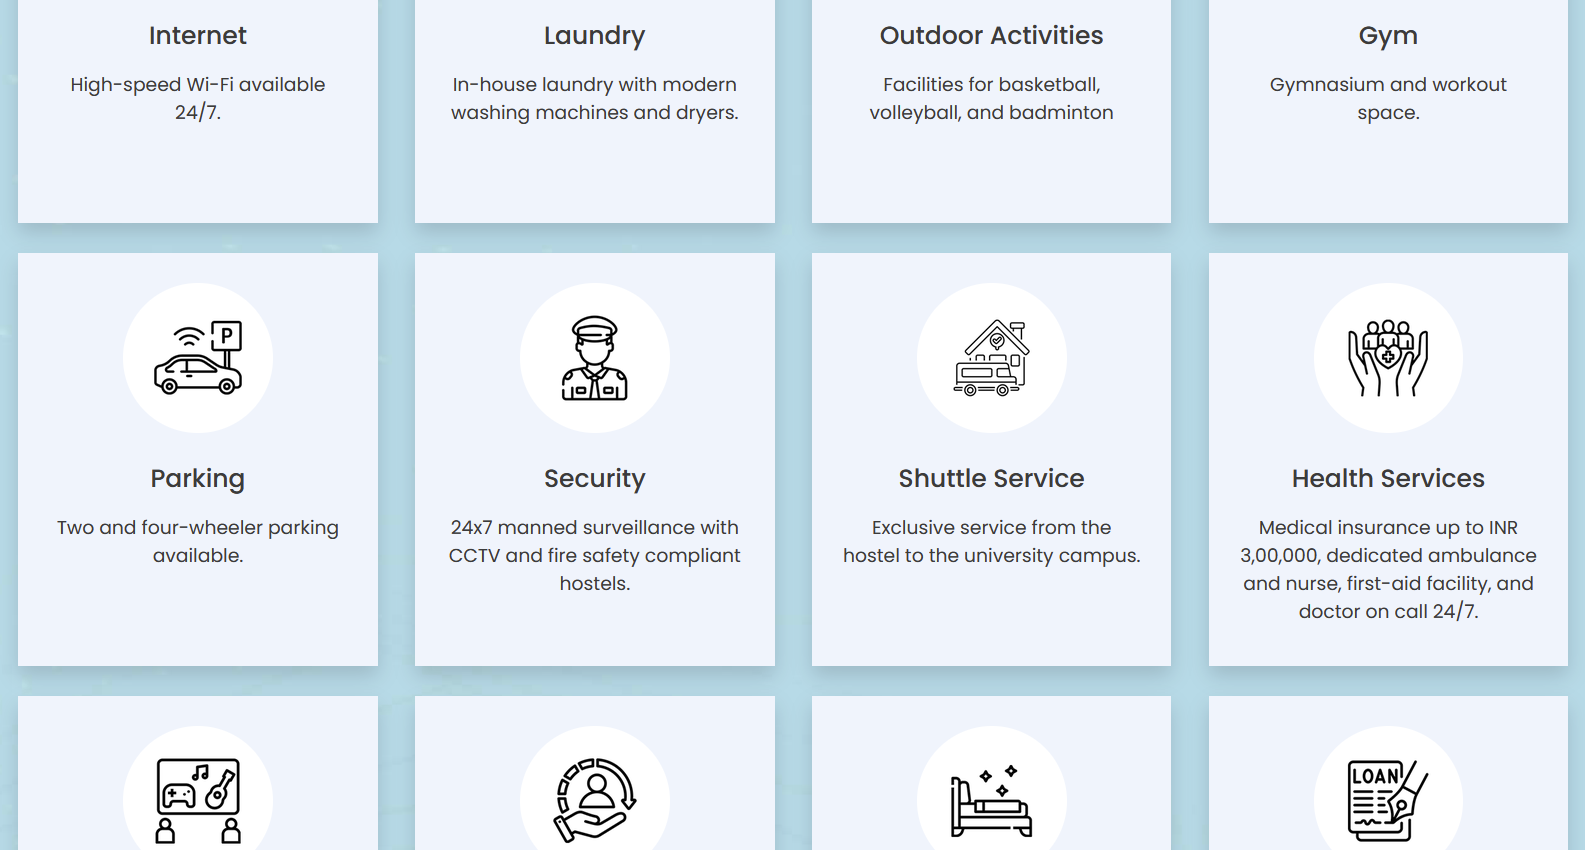 Internet
High-speed Wi-Fi available
24/7.
Laundry
In-house laundry with modern
washing machines and dryers.
Outdoor Activities
Facilities for basketball,
volleyball, and badminton
Gym
Gymnasium and workout
space.
P
Parking
Two and four-wheeler parking
available.
Security
24x7 manned surveillance with
CCTV and fire safety compliant
hostels.
Shuttle Service
Exclusive service from the
hostel to the university campus.
Health Services
Medical insurance up to INR
3,00,000, dedicated ambulance
and nurse, first-aid facility, and
doctor on call 24/7.
LOAN